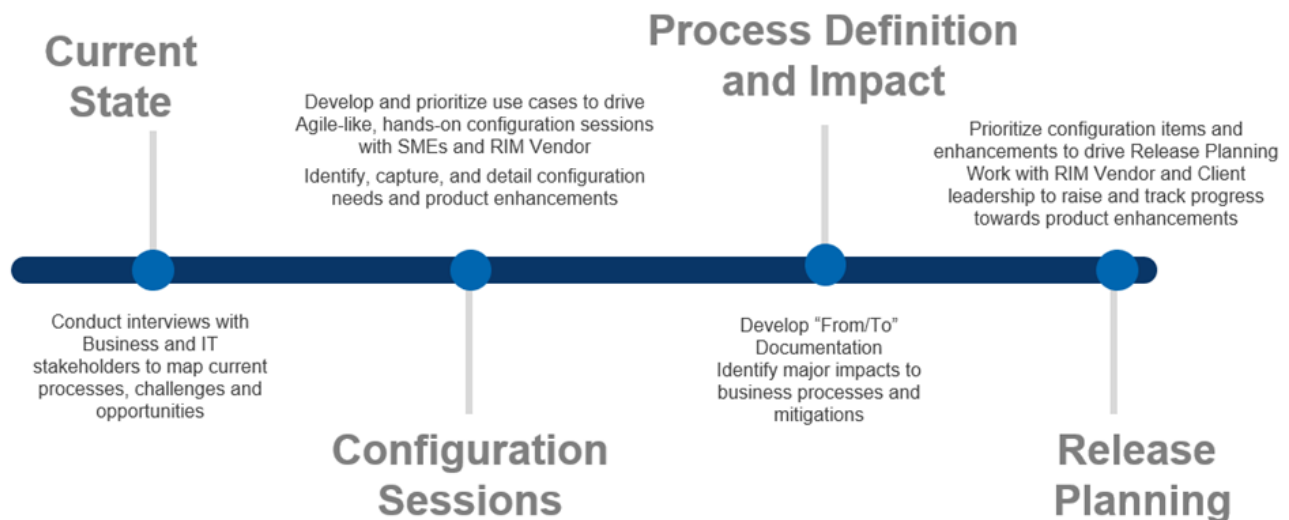 Current
State
Conduct interviews with
Business and IT
stakeholders to map current
processes, challenges and
opportunities
Develop and prioritize use cases to drive
Agile-like, hands-on configuration sessions
with SMEs and RIM Vendor
Identify, capture, and detail configuration
needs and product enhancements
Configuration
Sessions
Process Definition
and Impact
Develop “From/To”
Documentation
Identify major impacts to
business processes and
mitigations
Prioritize configuration items and
enhancements to drive Release Planning
Work with RIM Vendor and Client
leadership to raise and track progress
towards product enhancements
Release
Planning